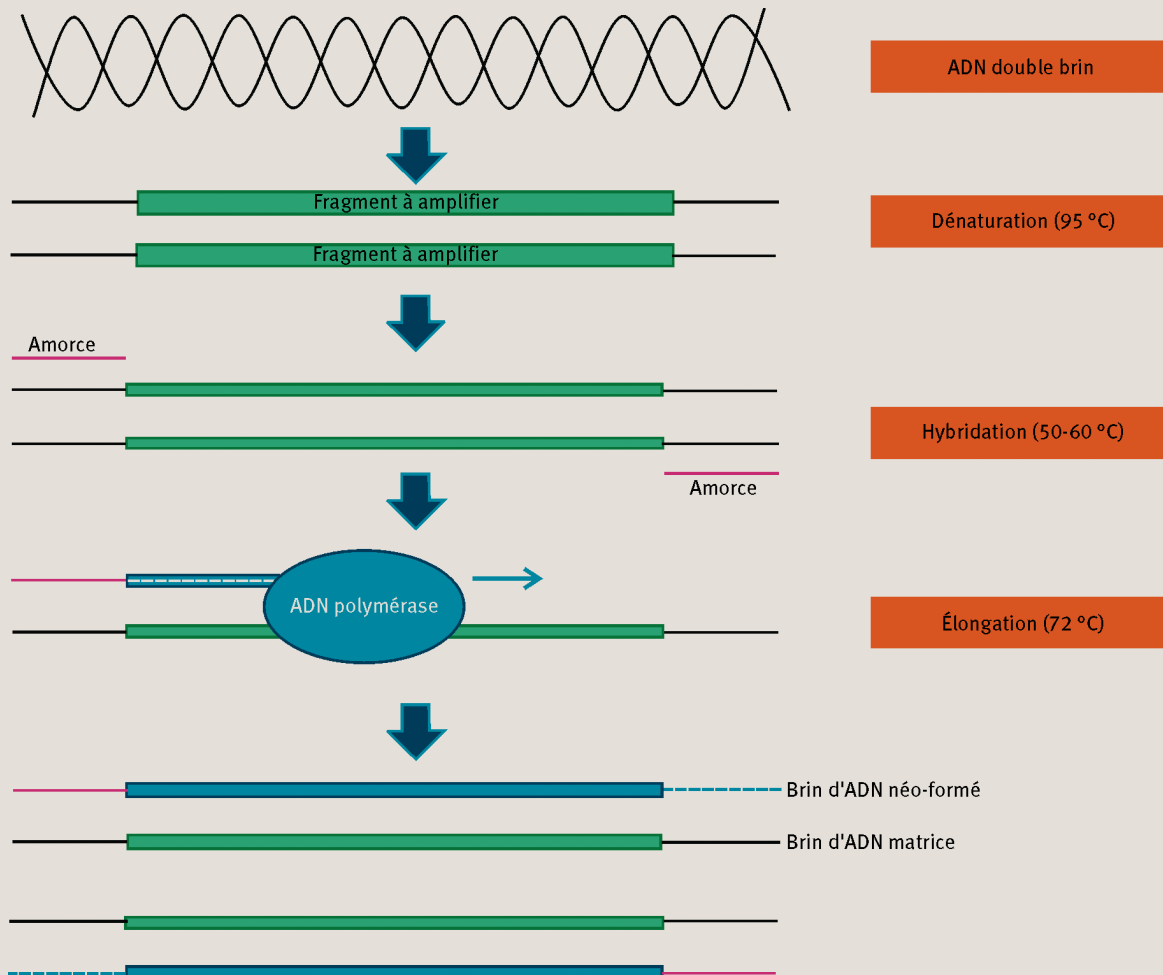 ADN double brin
Fragment à amplifier
Dénaturation (95 °C)
Fragment à amplifier
Amorce
Hybridation (50-60 °C)
Amorce
ADN polymérase
Élongation (72 °C)
Brin d'ADN néo-formé
Brin d'ADN matrice